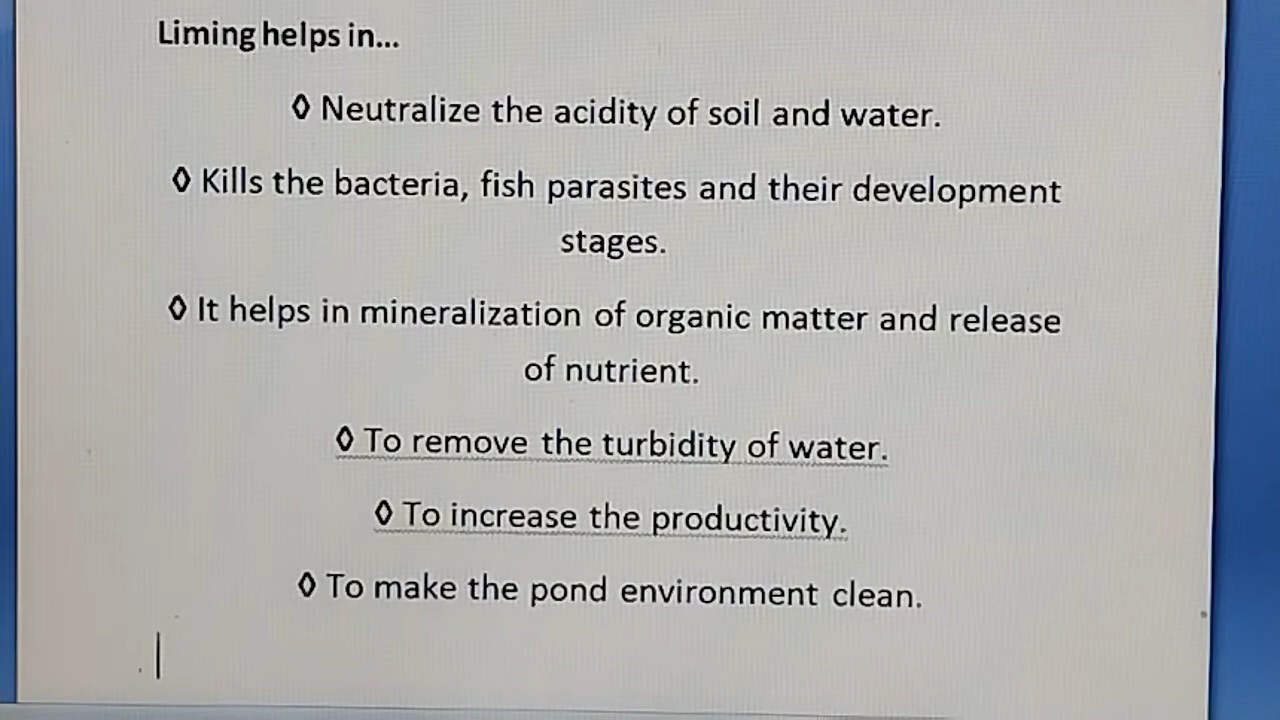 Liming helps in...
◊ Neutralize the acidity of soil and water.
◊ Kills the bacteria, fish parasites and their development
stages.
◊ It helps in mineralization of organic matter and release
of nutrient.
◊ To remove the turbidity of water.
◊ To increase the productivity.
◊ To make the pond environment clean.